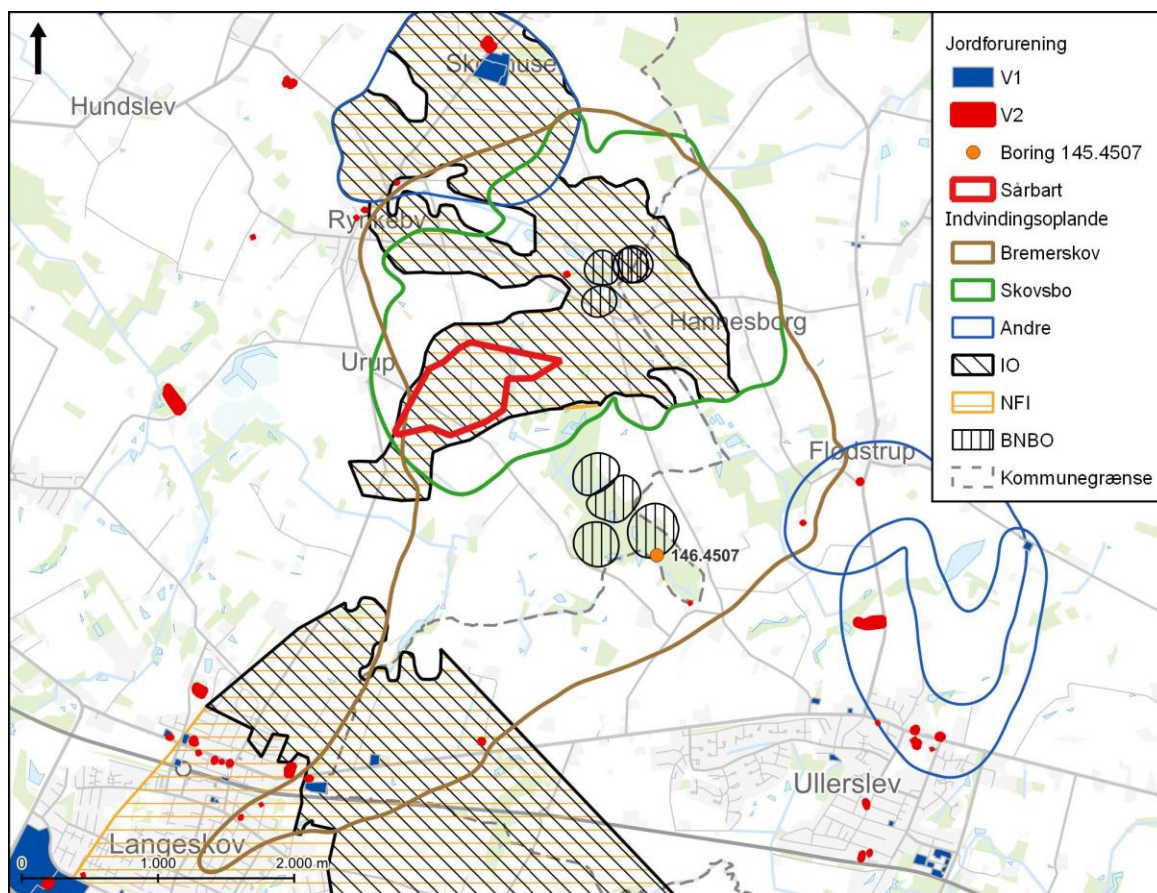 Hundslev
Skovhuse
Rynkeby
Urup
Hannesborg
Flødstrup
146.4507
Ullerslev
Langeskov
0 1.000 2.000 m
Jordforurening
V1
V2
Boring 145.4507
Sårbart
Indvindingsoplande
Bremerskov
Skovsbo
Andre
IO
NFI
BNBO
Kommunegrænse